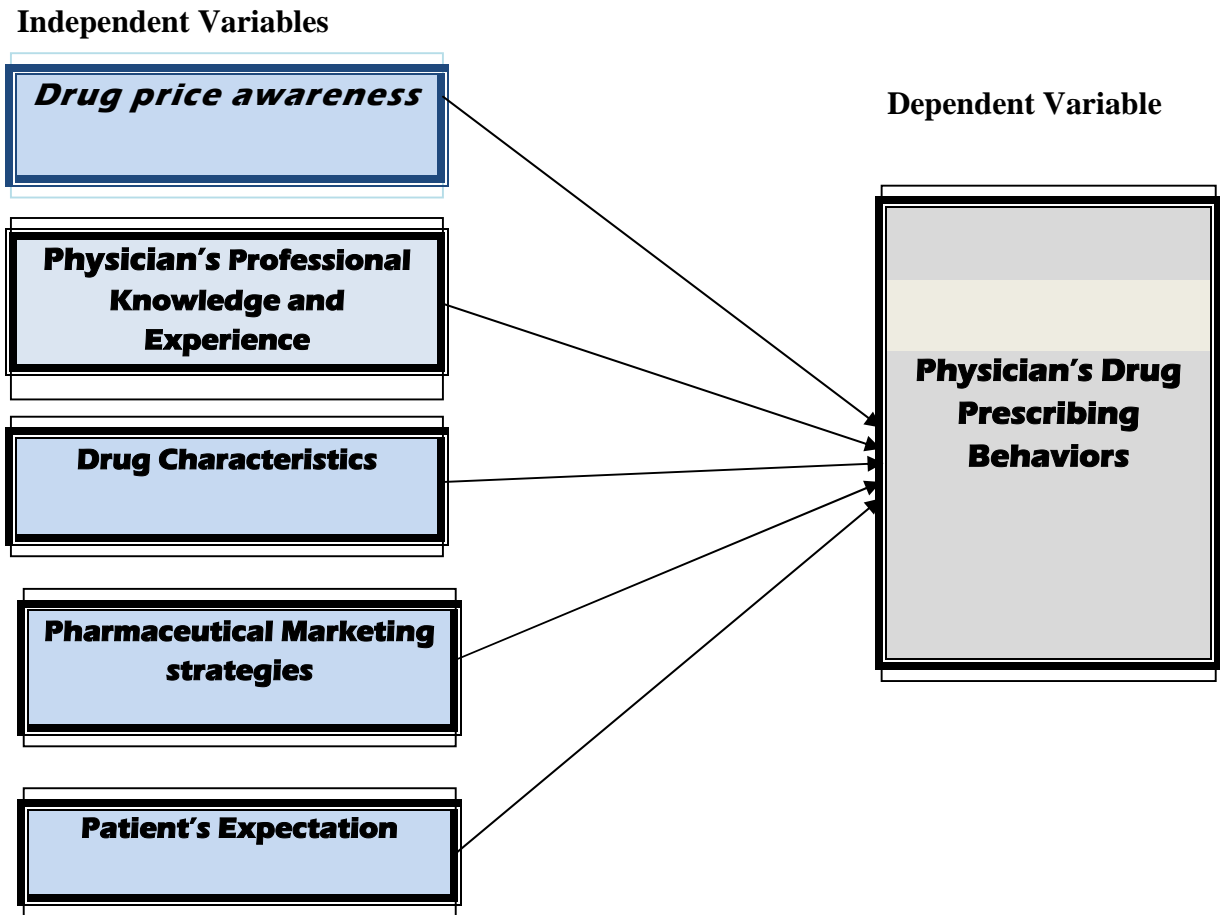 Independent Variables
Drug price awareness
Dependent Variable
Physician's Professional
Knowledge and
Experience
Drug Characteristics
Pharmaceutical Marketing
strategies
Patient's Expectation
Physician's Drug
Prescribing
Behaviors